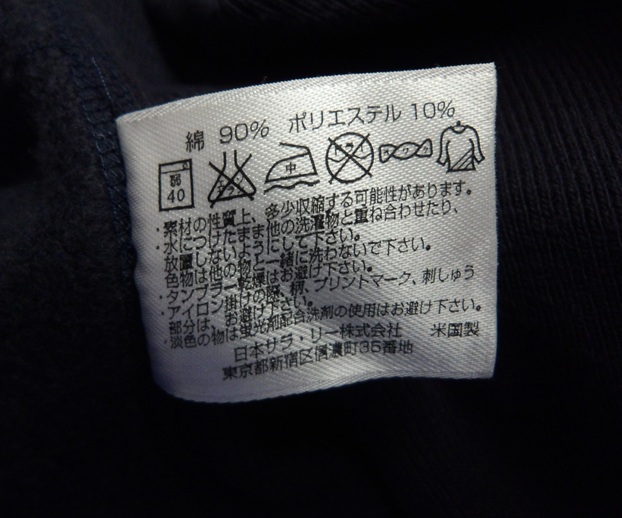 綿 90% ポリエステル 10%
40 中
・素材の性質上、多少収縮する可能性があります。
・水につけたまま他の洗濯物と重ね合わせたり、
放置しないようにして下さい。
色物は他の物と一緒に洗わないで下さい。
・タンブラー乾燥はお避け下さい。
・アイロン掛けの際、柄、プリントマーク、刺しゅう
部分は、お避け下さい。
・淡色の物は蛍光剤配合洗剤の使用はお避け下さい。
日本サラ・リー株式会社 米国製
東京都新宿区信濃町35番地